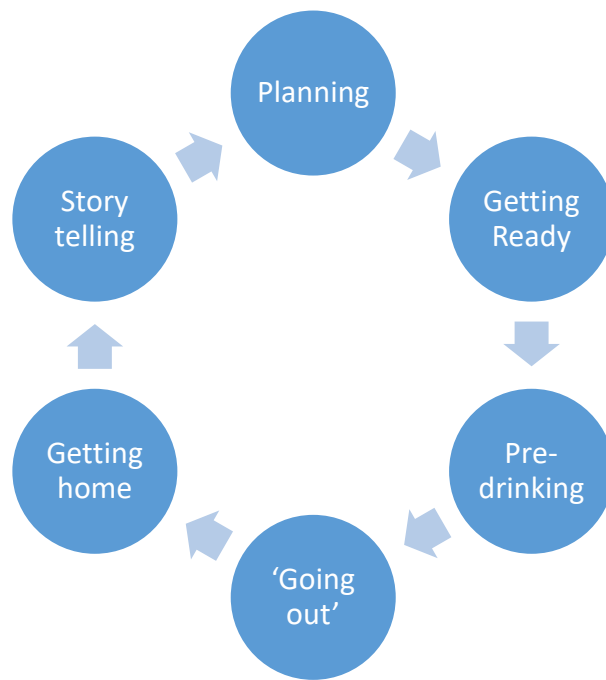 Planning
Getting
Ready
Pre-
drinking
‘Going
out’
Getting
home
Story
telling